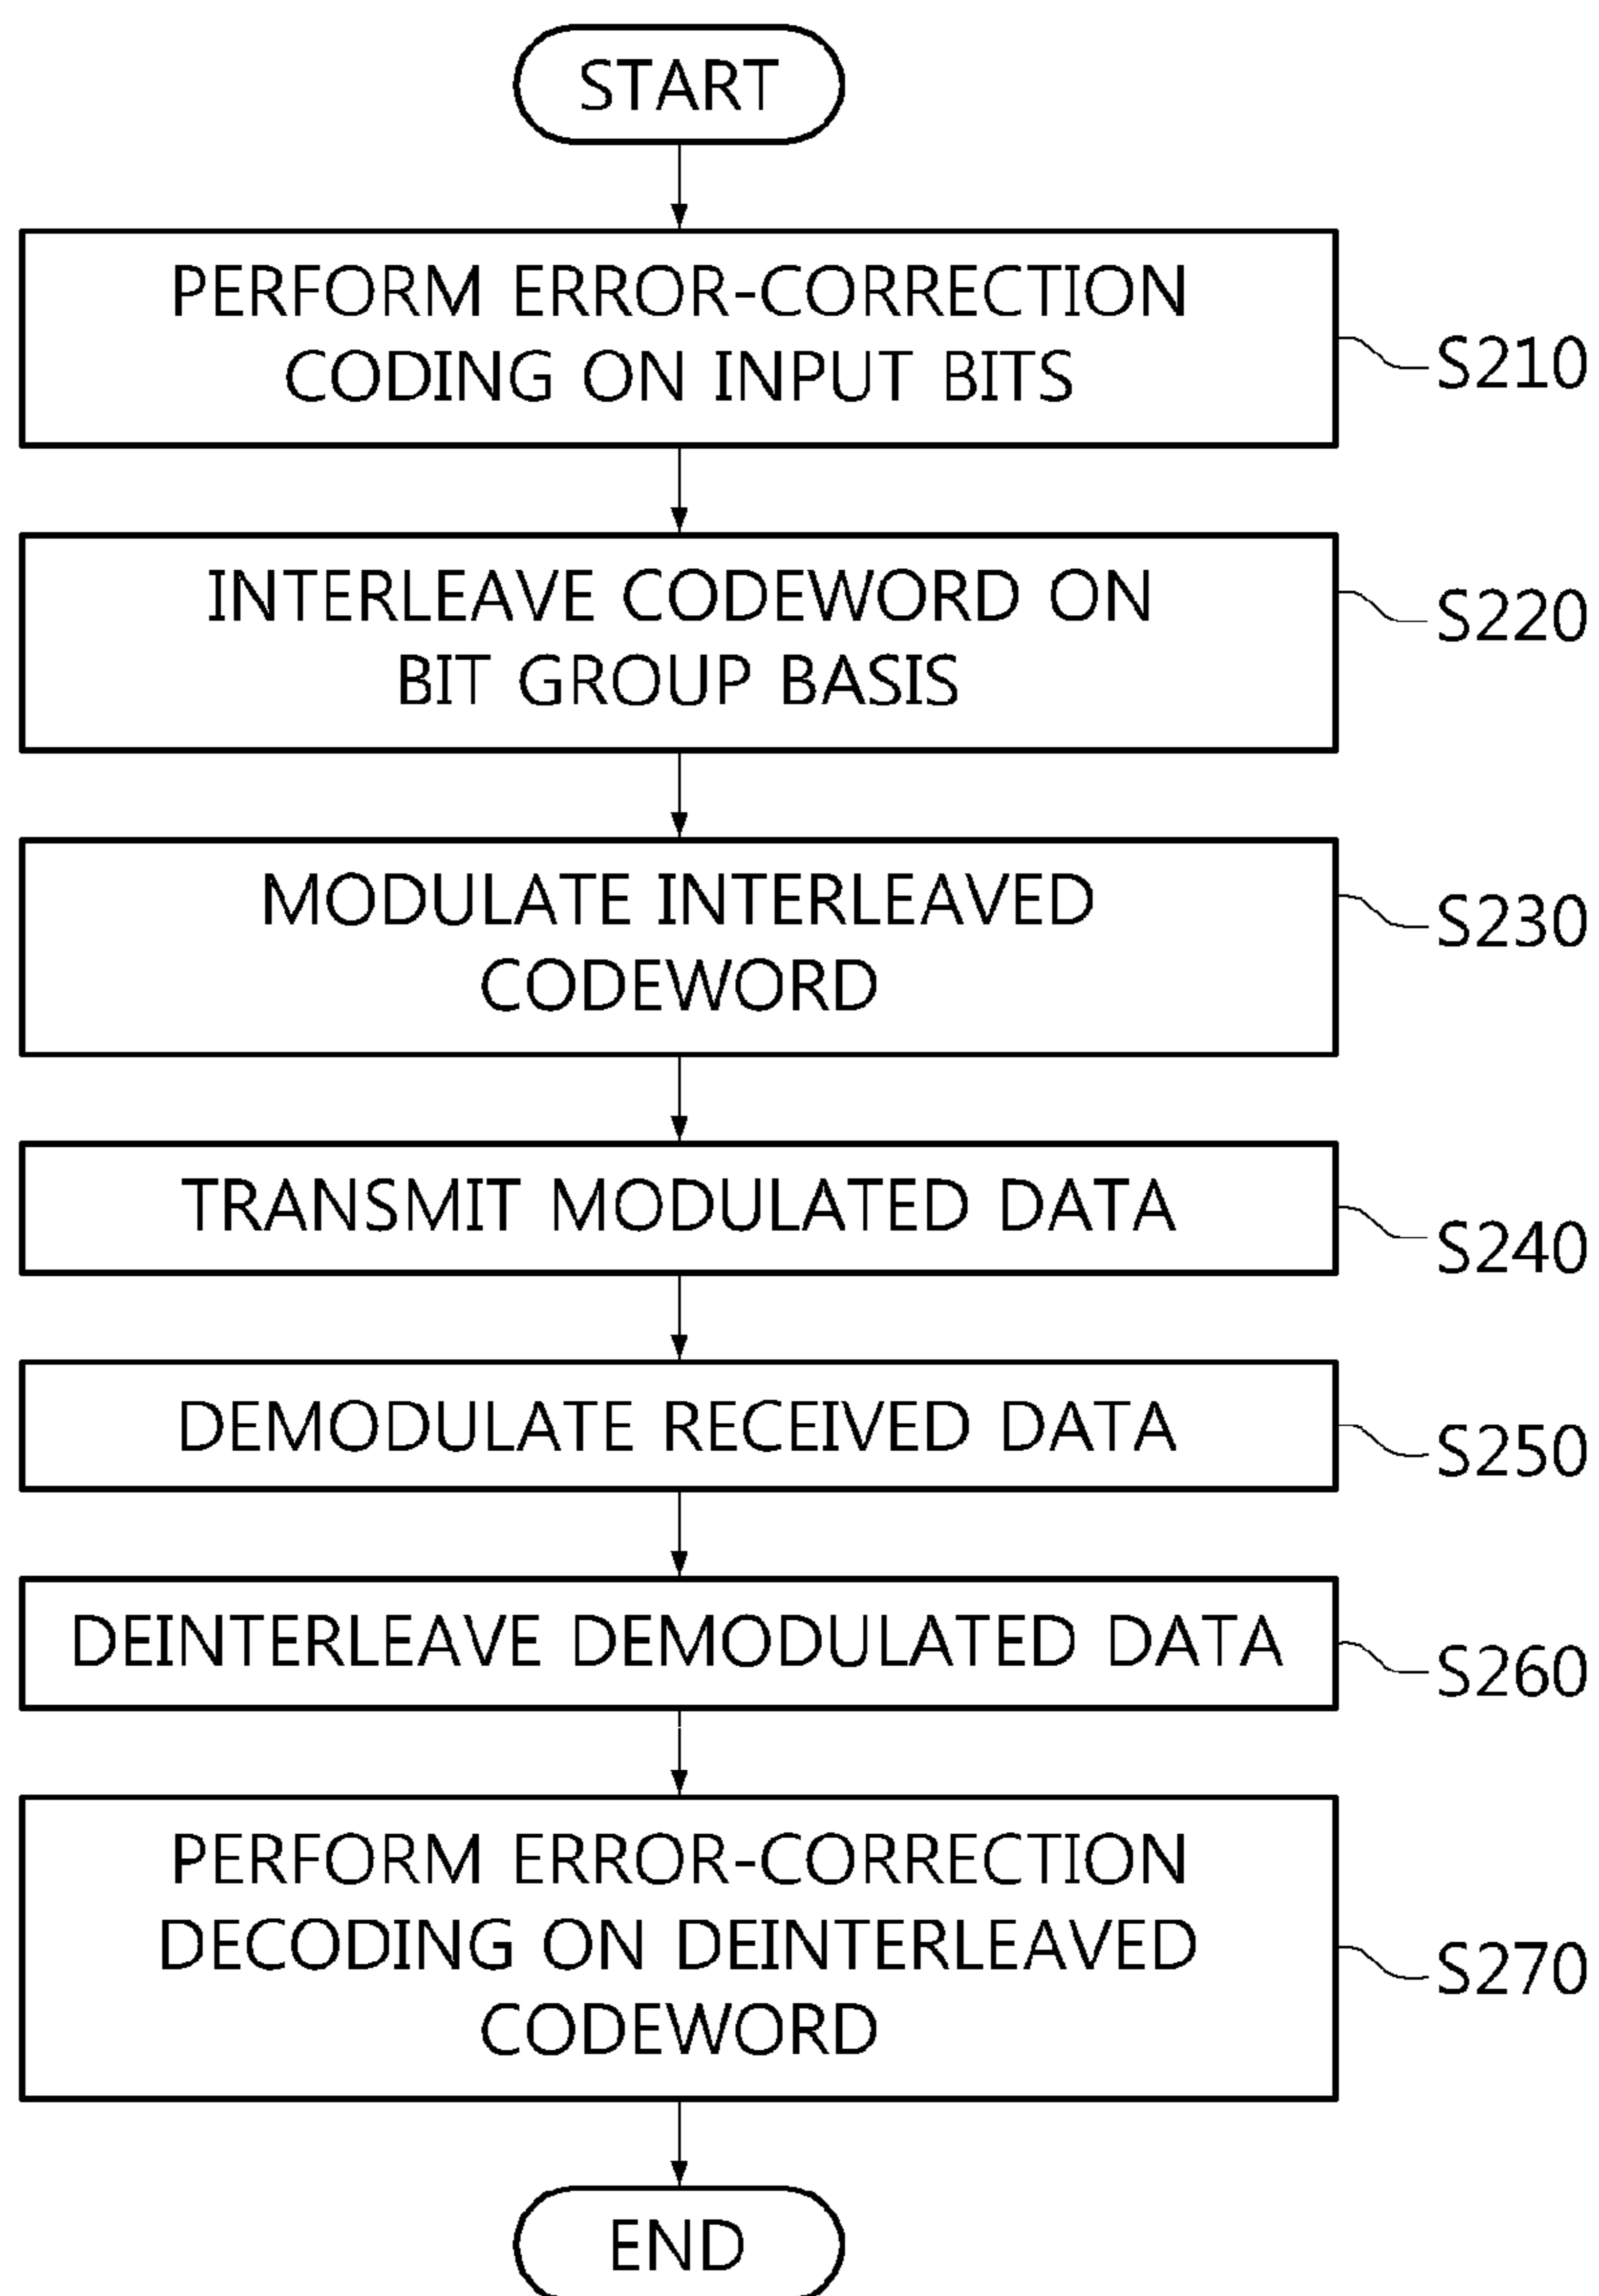 START
PERFORM ERROR-CORRECTION
CODING ON INPUT BITS
S210
INTERLEAVE CODEWORD ON
BIT GROUP BASIS
S220
MODULATE INTERLEAVED
CODEWORD
S230
TRANSMIT MODULATED DATA
S240
DEMODULATE RECEIVED DATA
S250
DEINTERLEAVE DEMODULATED DATA
S260
PERFORM ERROR-CORRECTION
DECODING ON DEINTERLEAVED
CODEWORD
S270
END